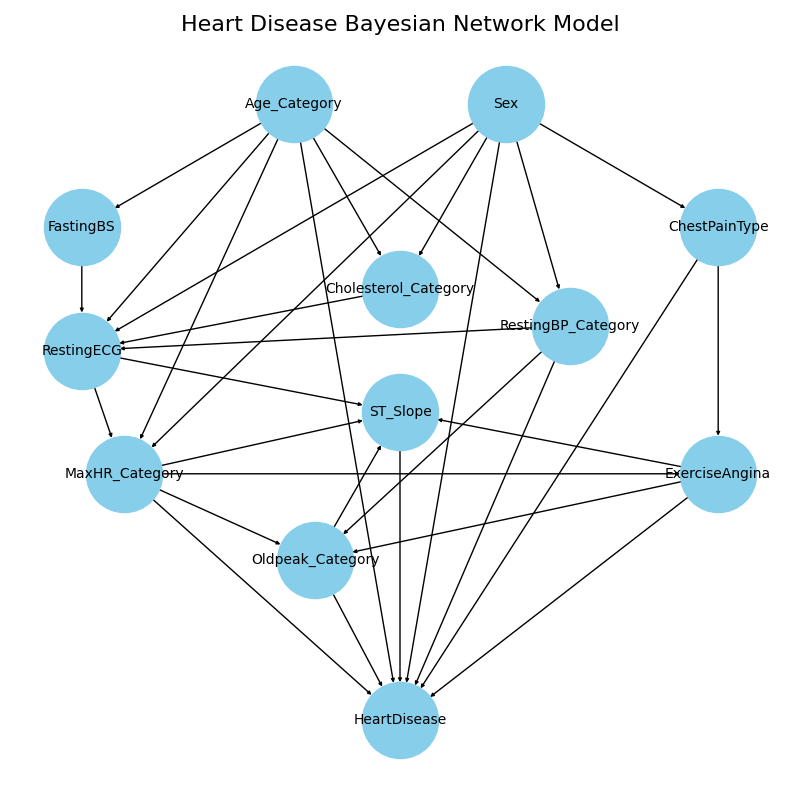 Heart Disease Bayesian Network Model
Age_Category
Sex
FastingBS
ChestPainType
Cholesterol_Category
RestingBP_Category
RestingECG
ST_Slope
MaxHR_Category
ExerciseAngina
Oldpeak_Category
HeartDisease